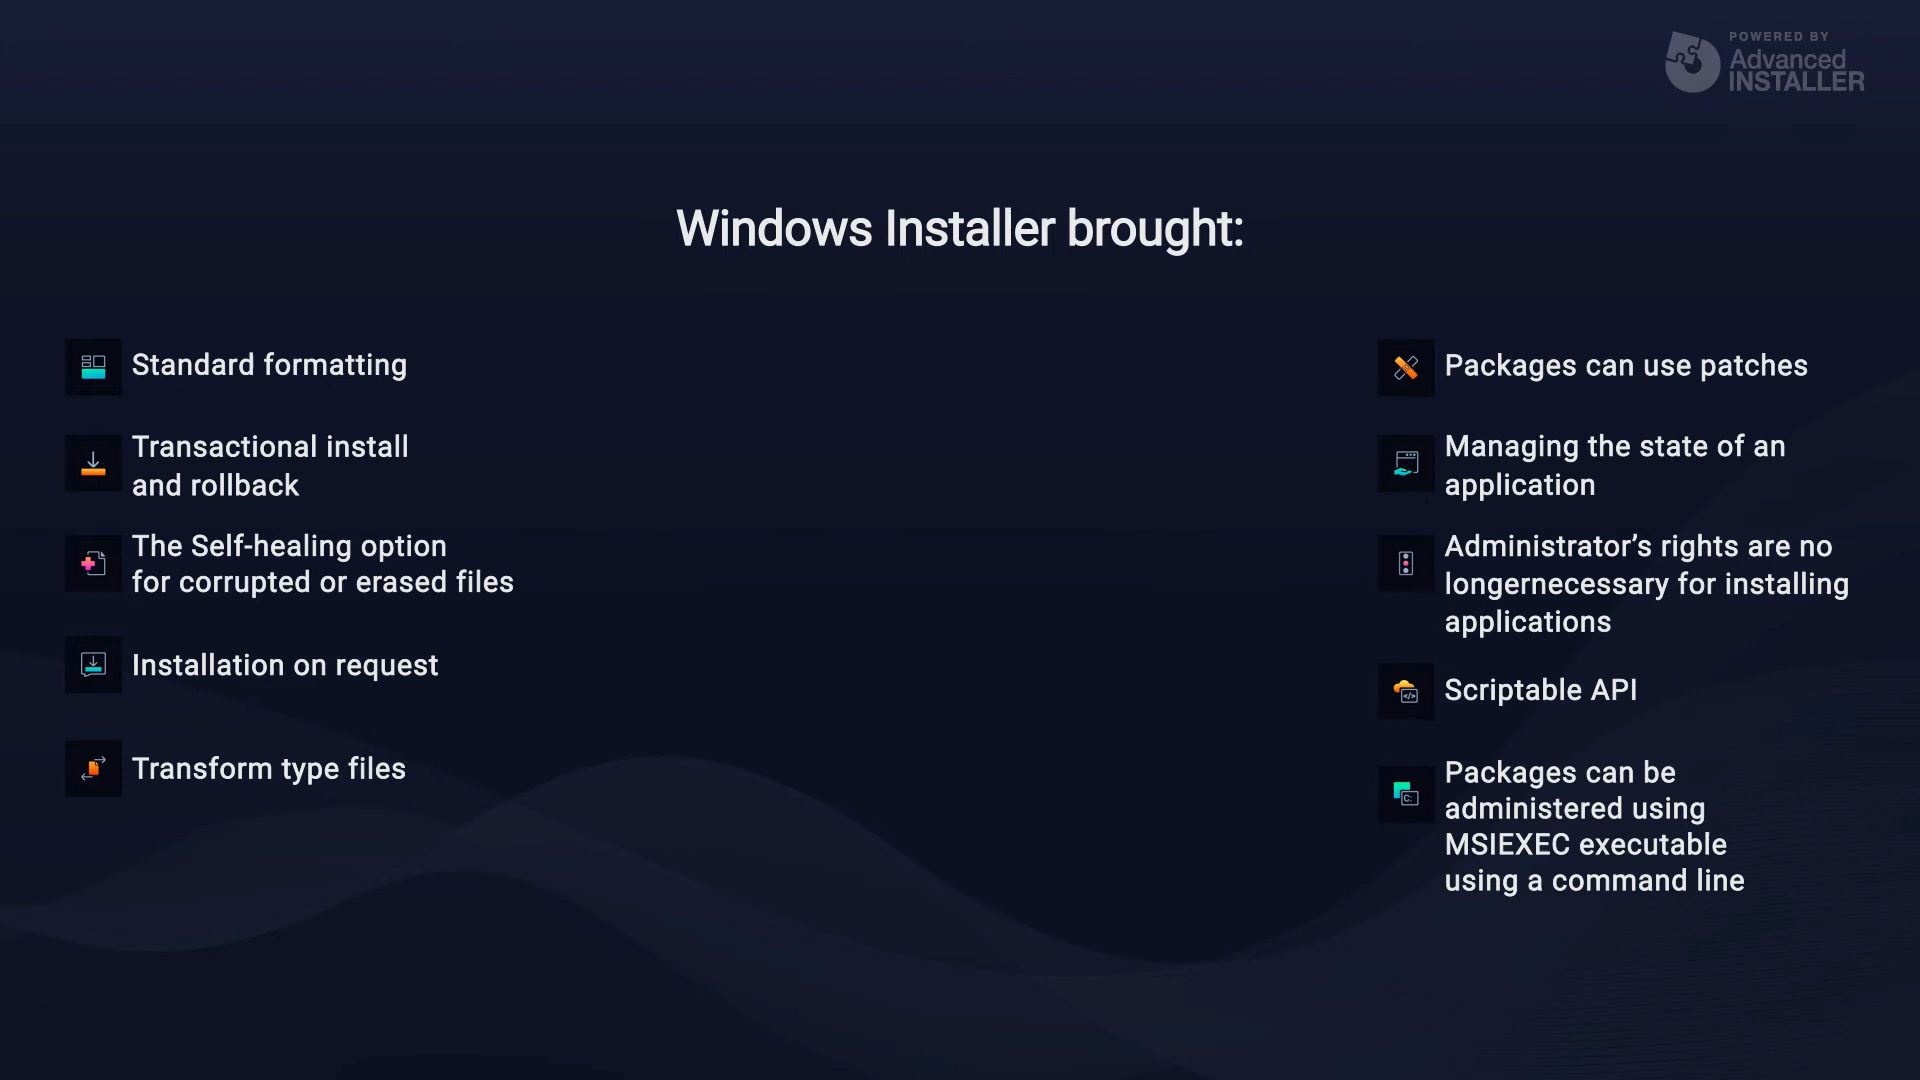 POWERED BY
Advanced
INSTALLER
Windows Installer brought:
Standard formatting
Transactional install
and rollback
The Self-healing option
for corrupted or erased files
Installation on request
Transform type files
Packages can use patches
Managing the state of an
application
Administrator’s rights are no
longernecessary for installing
applications
</>
Scriptable API
C:
Packages can be
administered using
MSIEXEC executable
using a command line